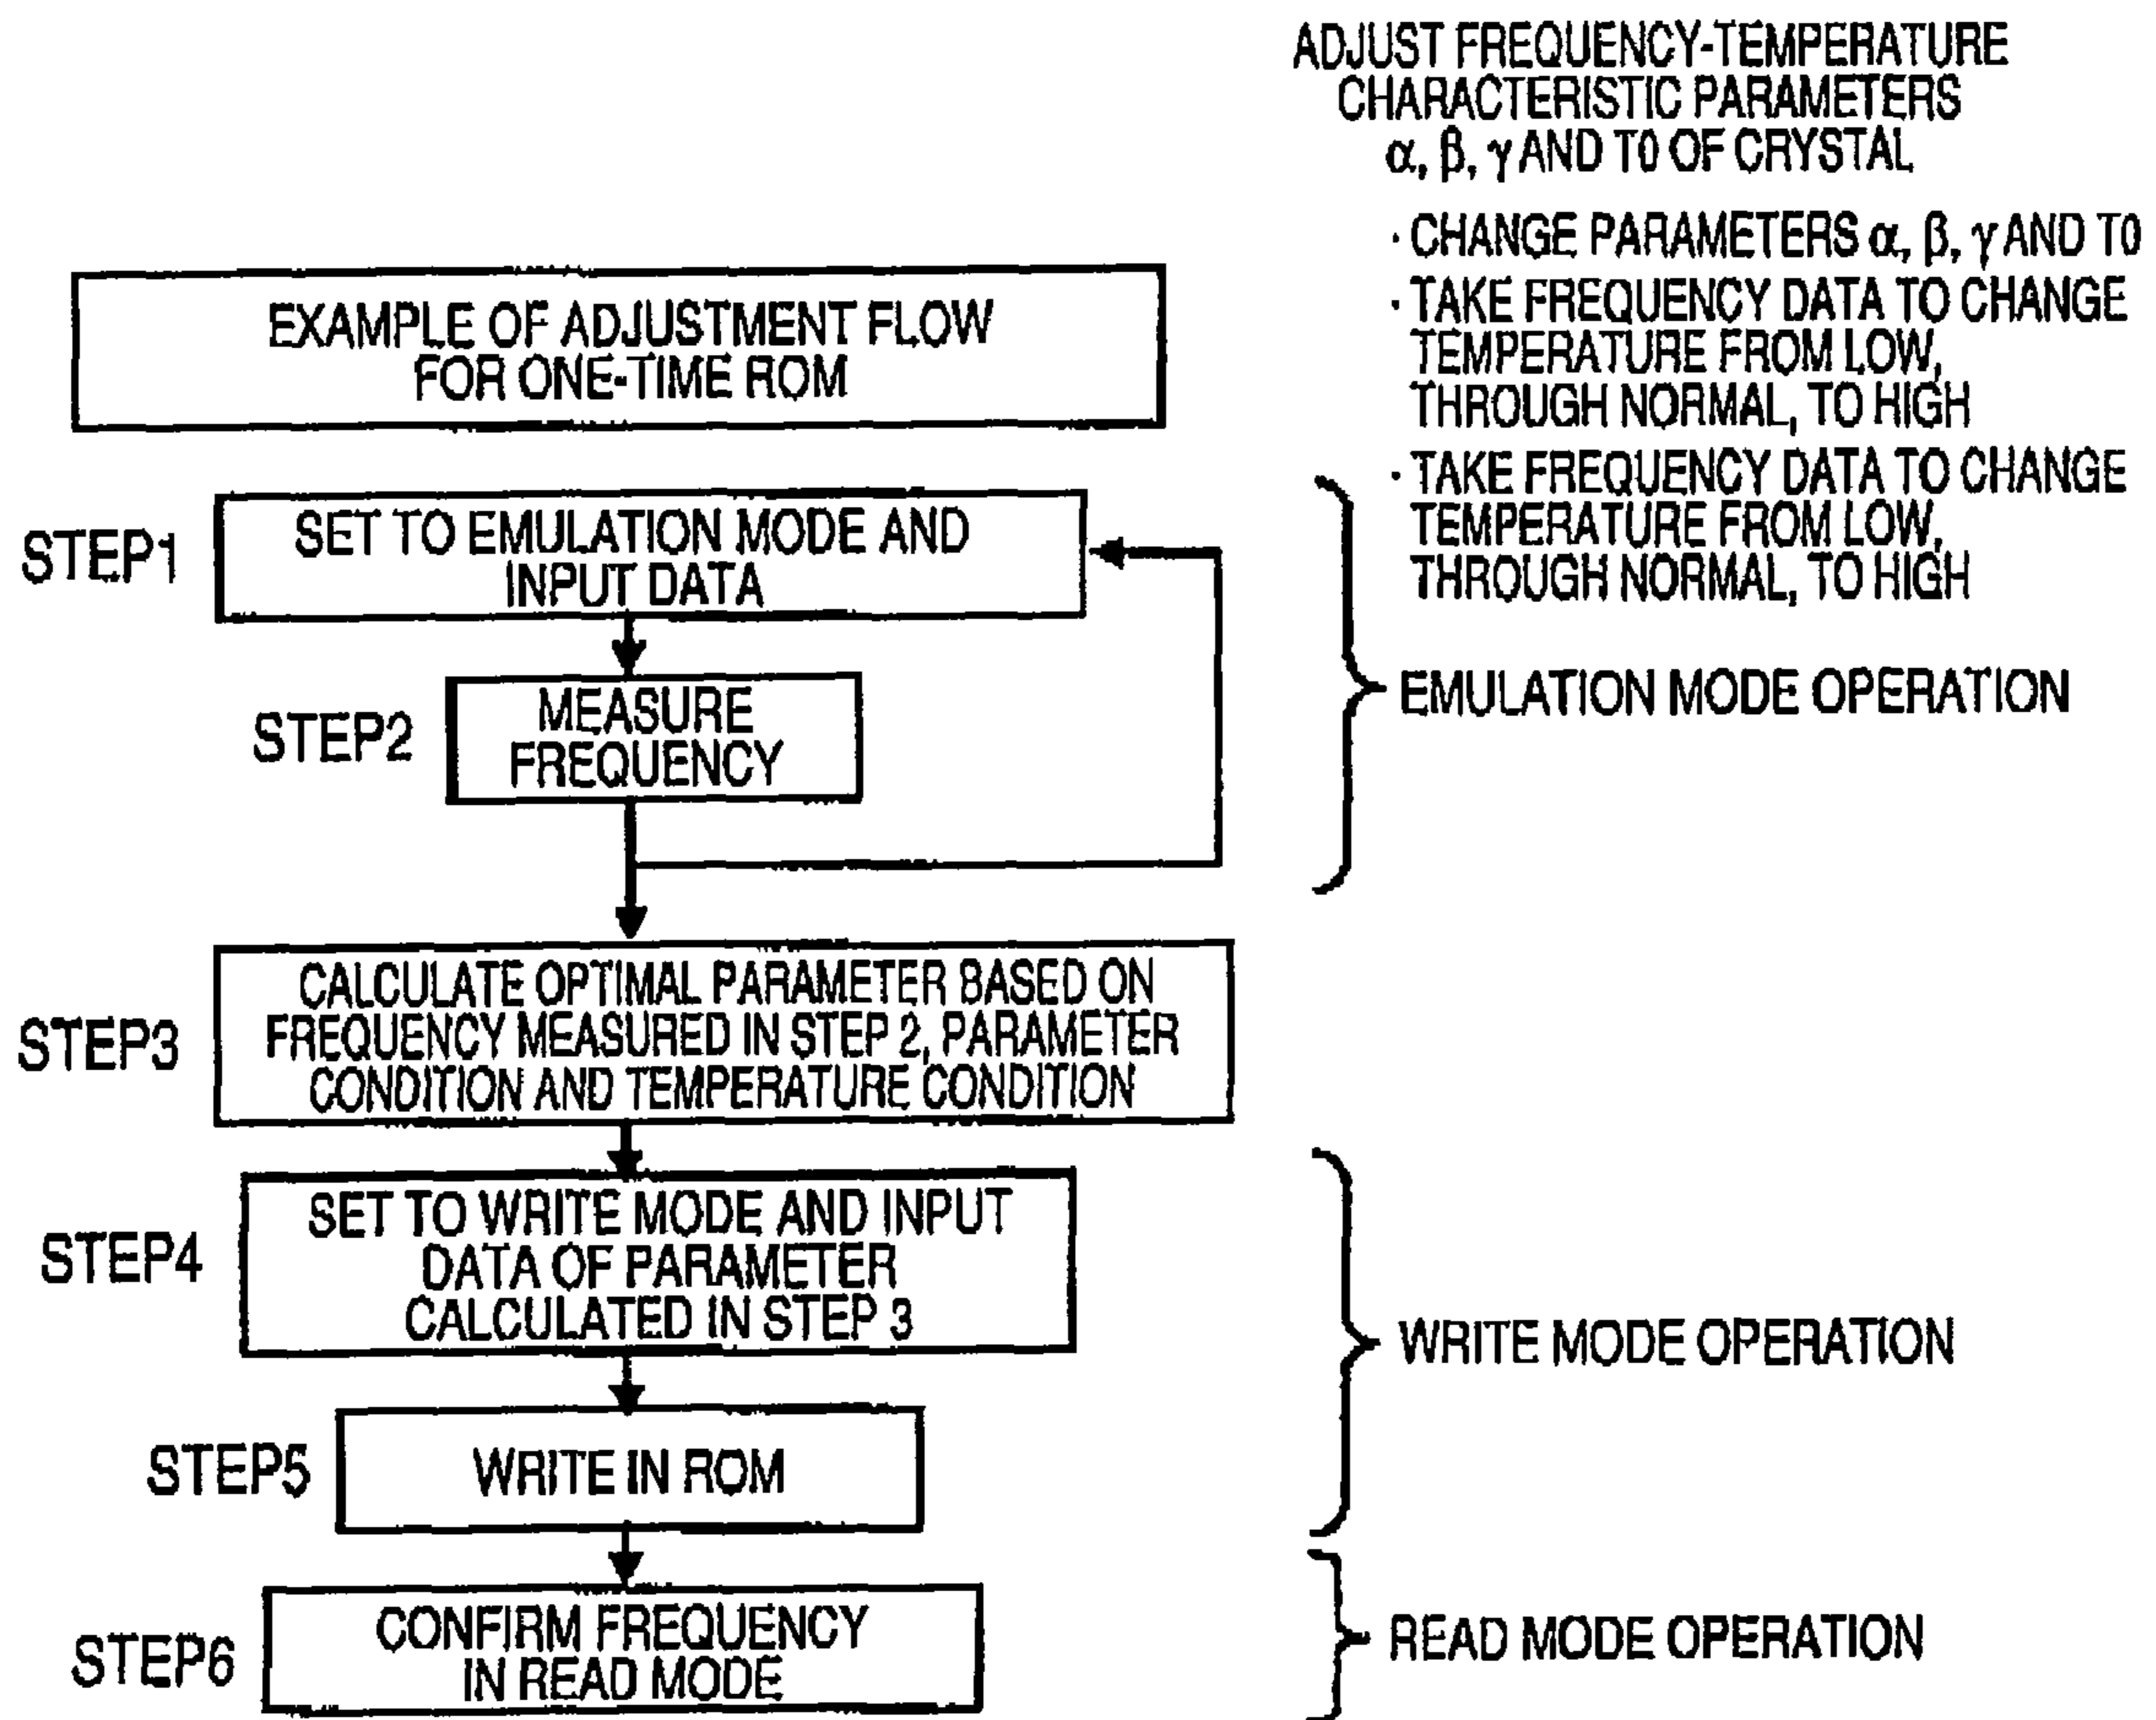 ADJUST FREQUENCY-TEMPERATURE
CHARACTERISTIC PARAMETERS
α, β, γ AND T0 OF CRYSTAL
· CHANGE PARAMETERS α, β, γ AND T0
· TAKE FREQUENCY DATA TO CHANGE
TEMPERATURE FROM LOW,
THROUGH NORMAL, TO HIGH
· TAKE FREQUENCY DATA TO CHANGE
TEMPERATURE FROM LOW,
THROUGH NORMAL, TO HIGH
EXAMPLE OF ADJUSTMENT FLOW
FOR ONE-TIME ROM
STEP1
SET TO EMULATION MODE AND
INPUT DATA
STEP2
MEASURE
FREQUENCY
EMULATION MODE OPERATION
STEP3
CALCULATE OPTIMAL PARAMETER BASED ON
FREQUENCY MEASURED IN STEP 2, PARAMETER
CONDITION AND TEMPERATURE CONDITION
STEP4
SET TO WRITE MODE AND INPUT
DATA OF PARAMETER
CALCULATED IN STEP 3
WRITE MODE OPERATION
STEP5
WRITE IN ROM
STEP6
CONFIRM FREQUENCY
IN READ MODE
READ MODE OPERATION